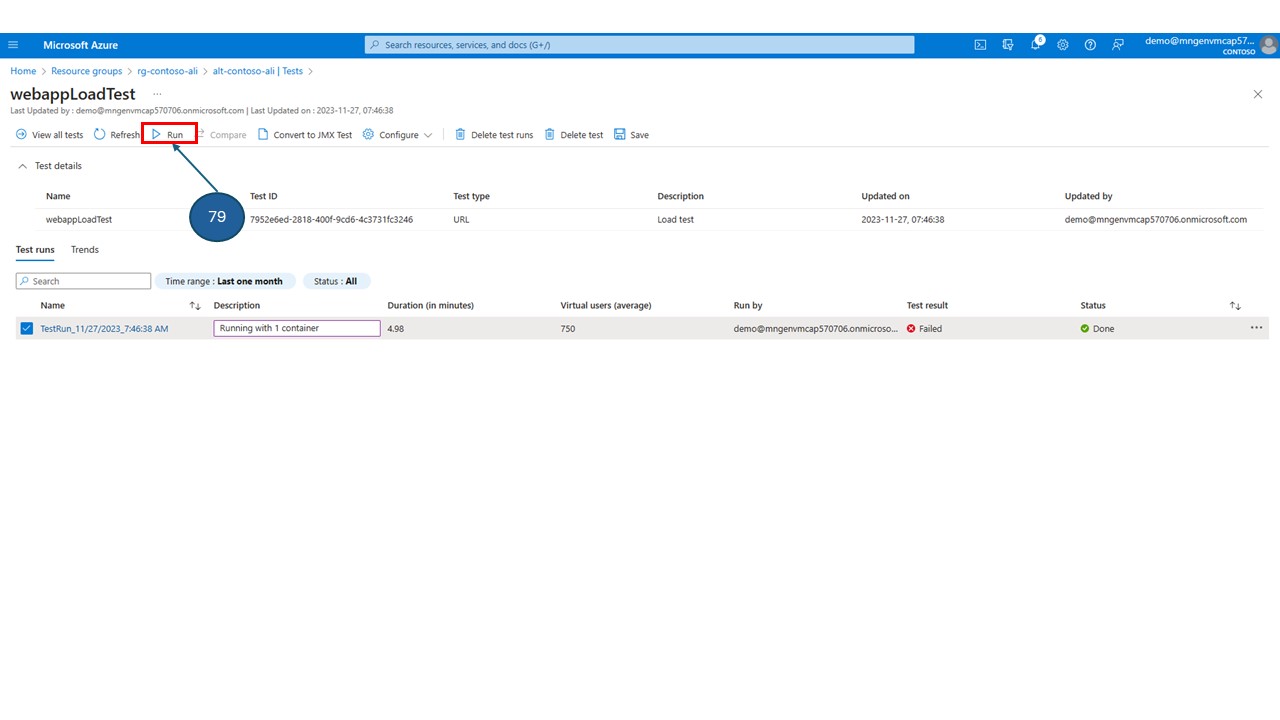 Microsoft Azure
Search resources, services, and docs (G+/)
6
demo@mngenvmcap57...
CONTOSO
Home > Resource groups > rg-contoso-ali > alt-contoso-ali | Tests >
webappLoadTest ...
Last Updated by : demo@mngenvmcap570706.onmicrosoft.com | Last Updated on : 2023-11-27, 07:46:38
View all tests Refresh Run Compare Convert to JMX Test Configure Delete test runs Delete test Save
Test details
Name Test ID Test type Description Updated on Updated by
webappLoadTest 7952e6ed-2818-400f-9cd6-4c3731fc3246 URL Load test 2023-11-27, 07:46:38 demo@mngenvmcap570706.onmicrosoft.com
79
Test runs Trends
Search Time range : Last one month Status : All
Name Description Duration (in minutes) Virtual users (average) Run by Test result Status
TestRun_11/27/2023_7:46:38 AM Running with 1 container 4.98 750 demo@mngenvmcap570706.onmicroso... Failed Done ...